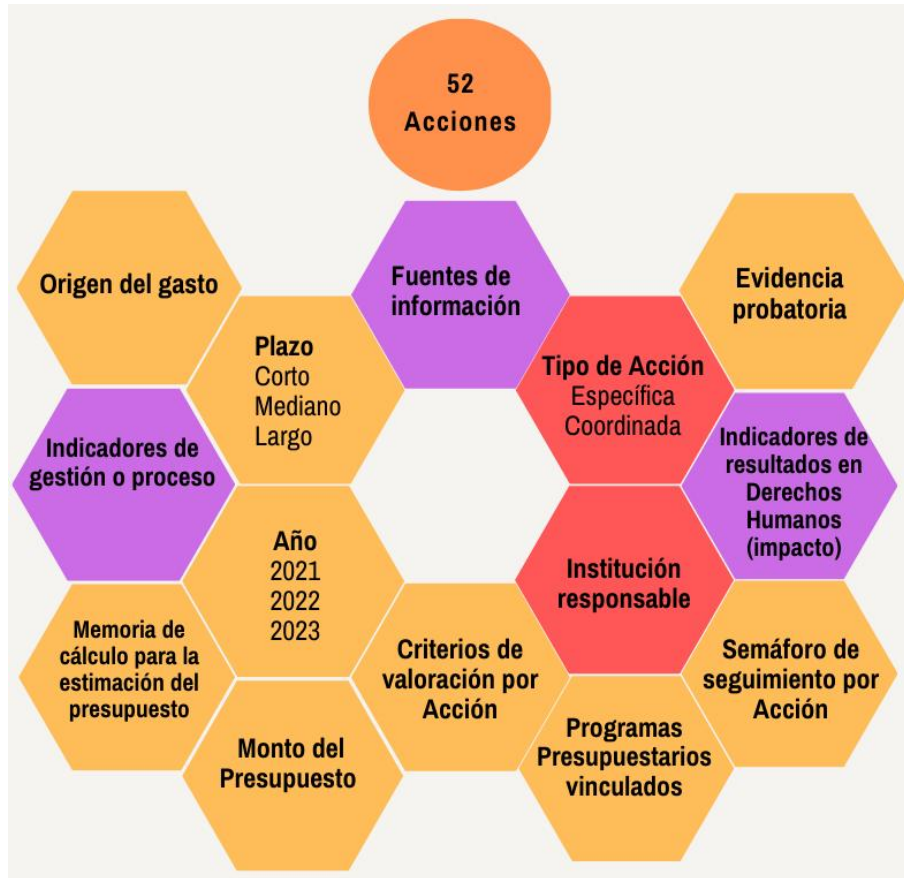 52
Acciones
Origen del gasto
Fuentes de
información
Evidencia
probatoria
Plazo
Corto
Mediano
Largo
Tipo de Acción
Específica
Coordinada
Indicadores de
gestión o proceso
Indicadores de
resultados en
Derechos
Humanos
(impacto)
Año
2021
2022
2023
Institución
responsable
Memoria de
cálculo para la
estimación del
presupuesto
Criterios de
valoración por
Acción
Semáforo de
seguimiento por
Acción
Monto del
Presupuesto
Programas
Presupuestarios
vinculados